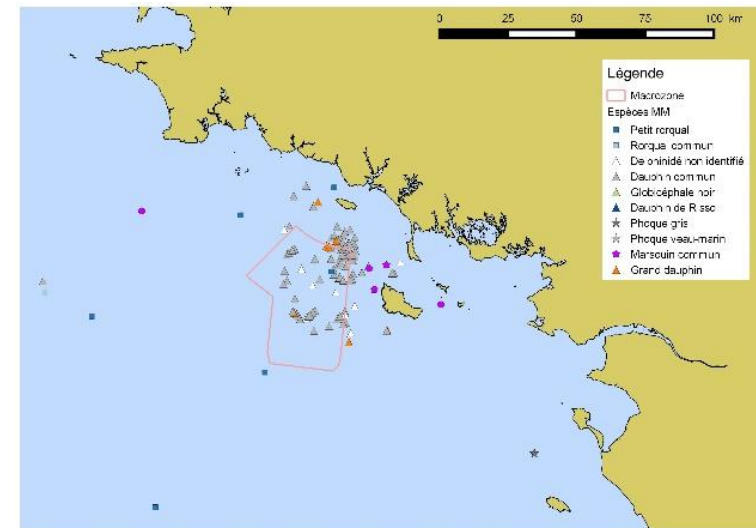 0 25 50 75 100 km
Légende
Macrozone
Espèces MM
Petit rorqual
Rorqual commun
Delphinidé non identifié
Dauphin commun
Globicéphale noir
Dauphin de Risso
Phoque gris
Phoque veau-marin
Marsouin commun
Grand dauphin